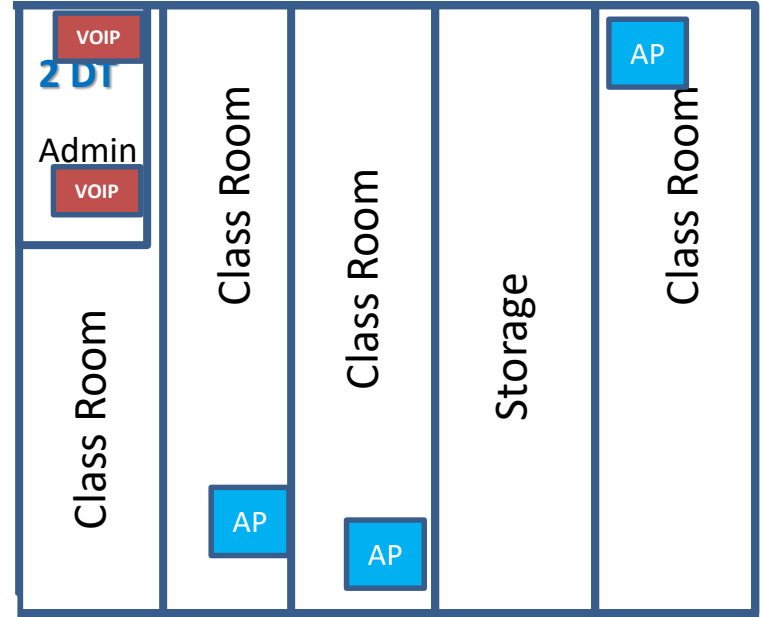 VOIP
2 DT
Admin
VOIP
Class Room
Class Room
AP
Class Room
AP
Storage
AP
Class Room